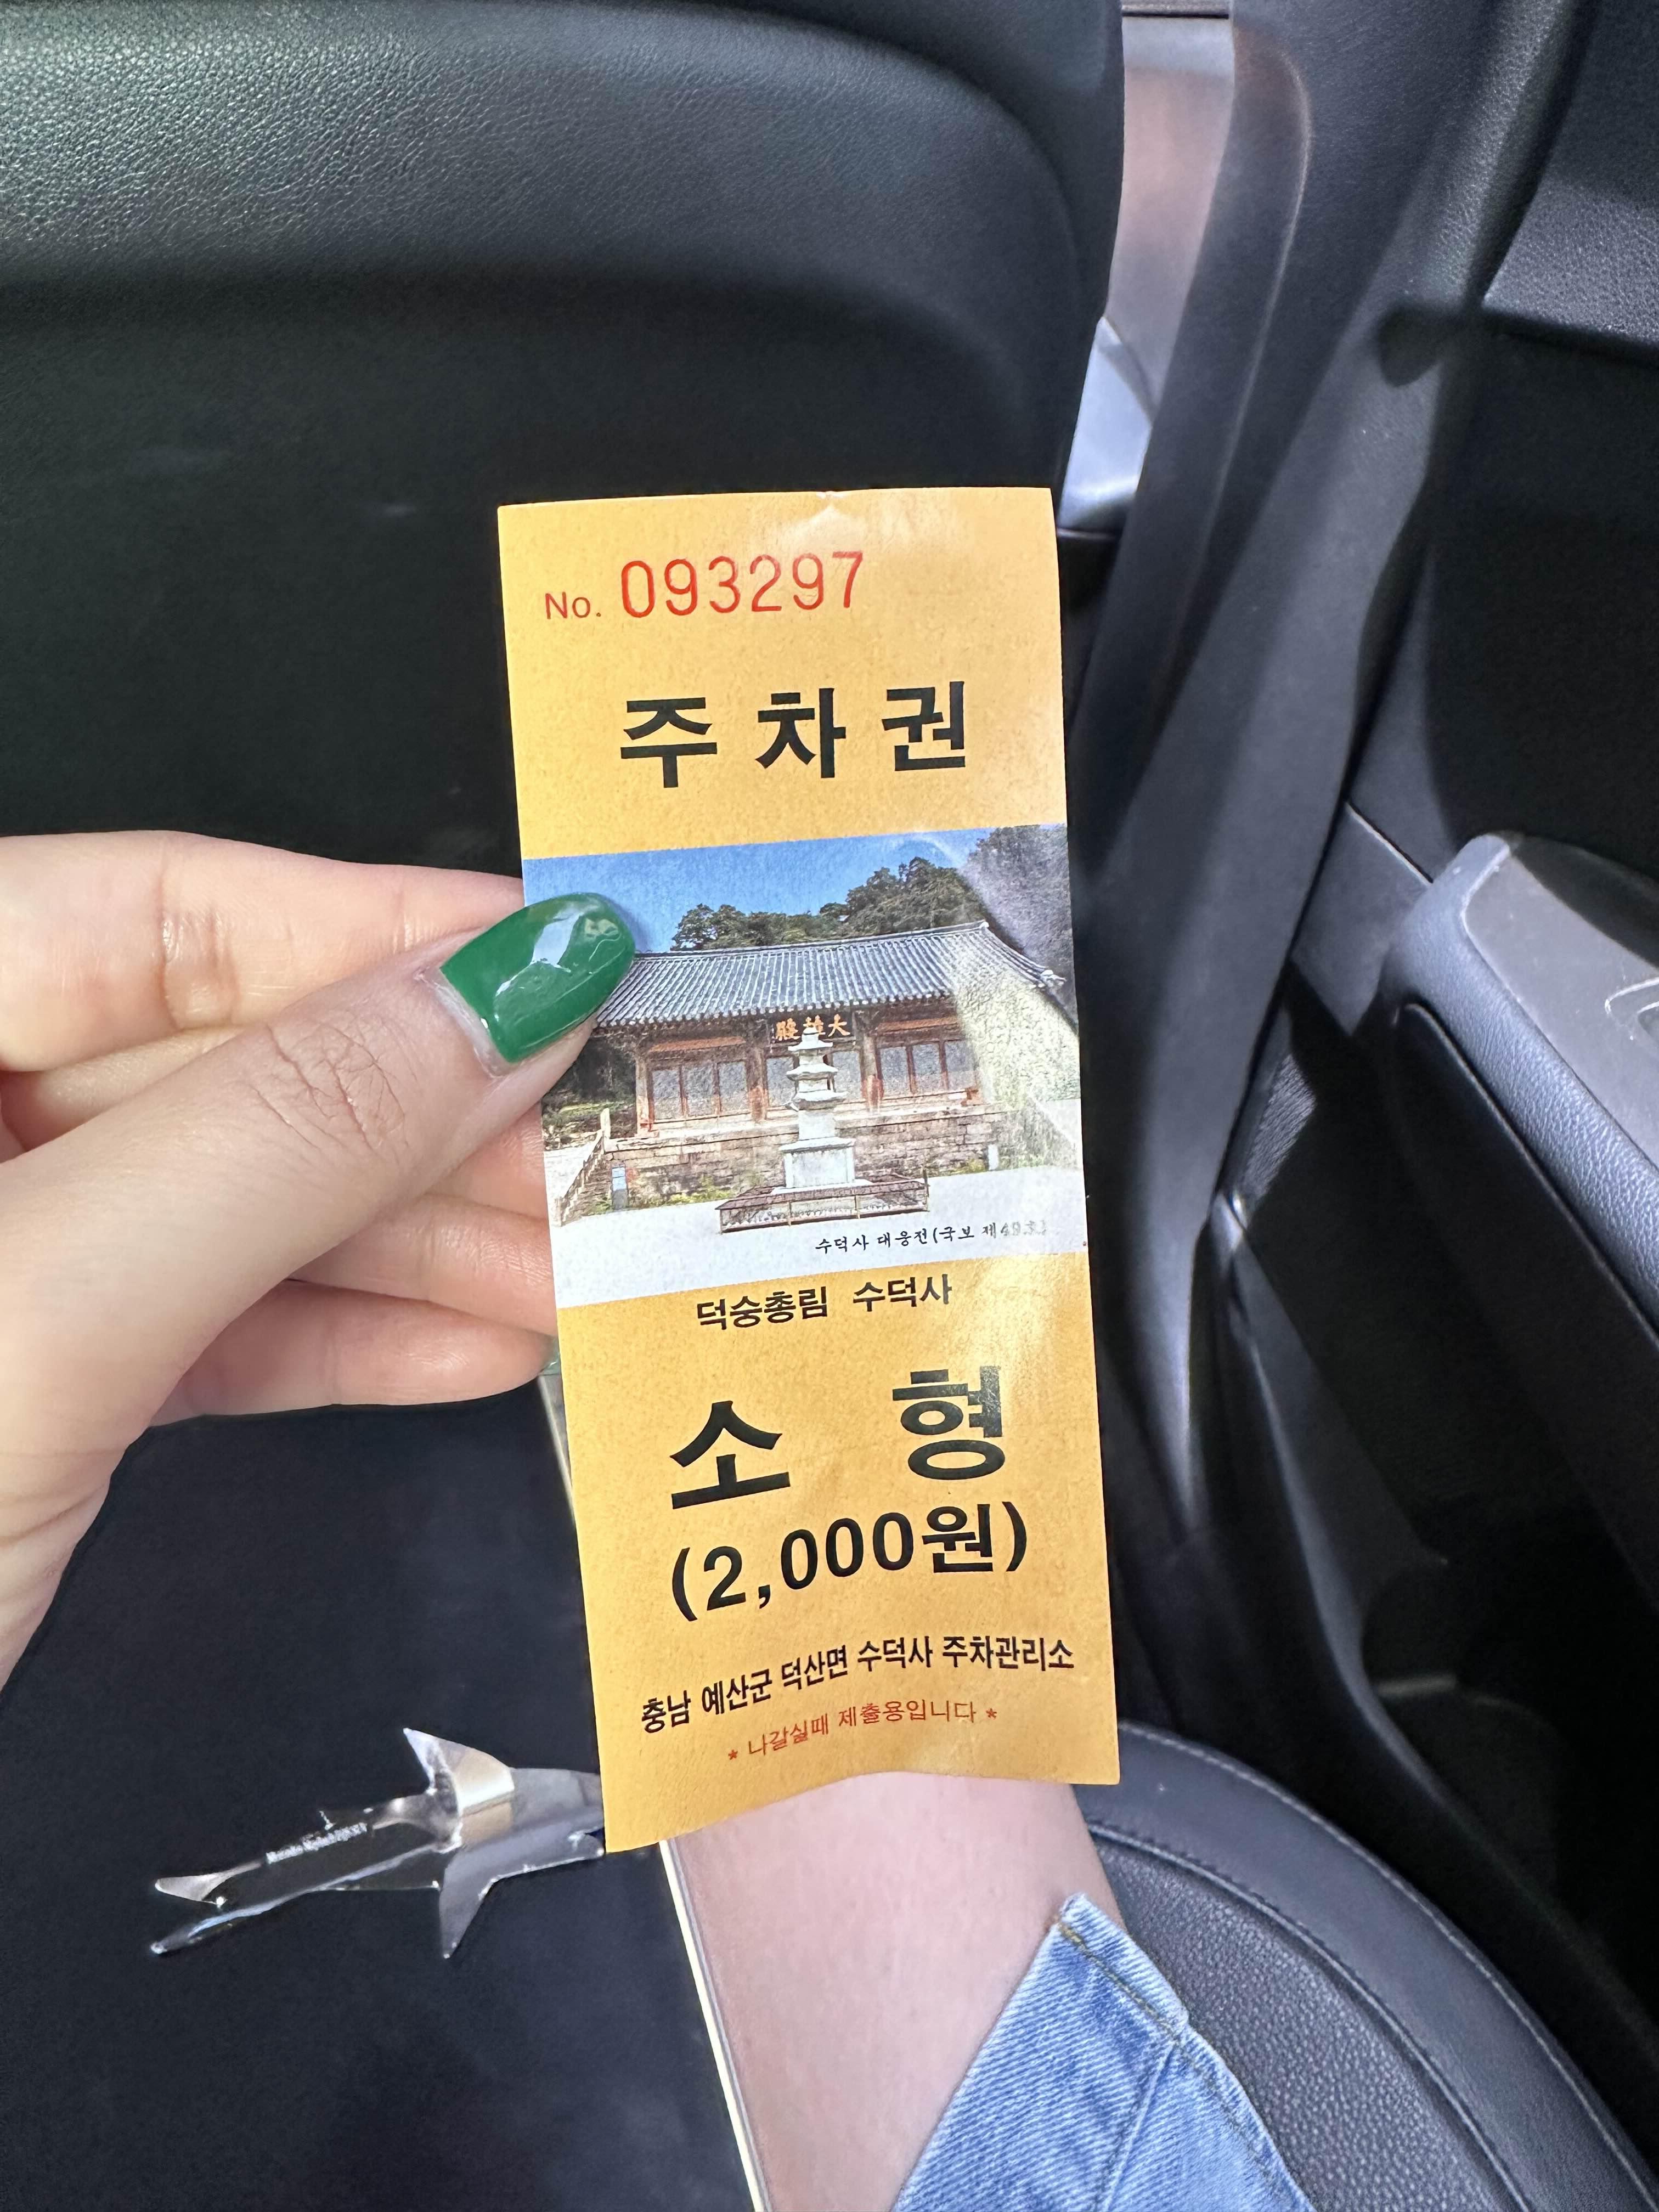 No. 093297
주차권
大雄殿
수덕사 대웅전(국보 제49호)
덕숭총림 수덕사
소 형
(2,000원)
충남 예산군 덕산면 수덕사 주차관리소
* 나갈실때 제출용입니다 *